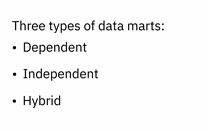 Three types of data marts:
• Dependent
• Independent
• Hybrid